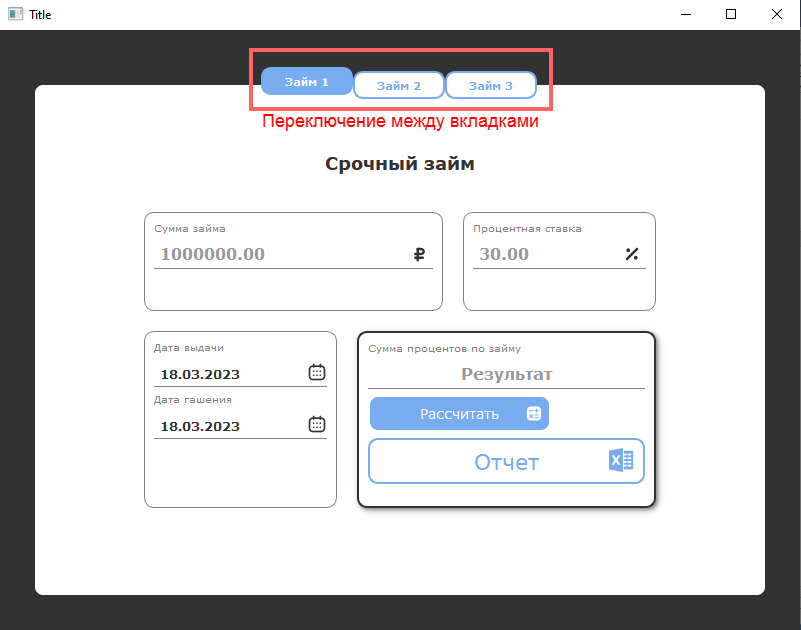 Title
Займ 1
Займ 2
Займ 3
Переключение между вкладками
Срочный займ
Сумма займа
1000000.00 ₽
Процентная ставка
30.00 %
Дата выдачи
18.03.2023
Дата гашения
18.03.2023
Сумма процентов по займу
Результат
Рассчитать
Отчет